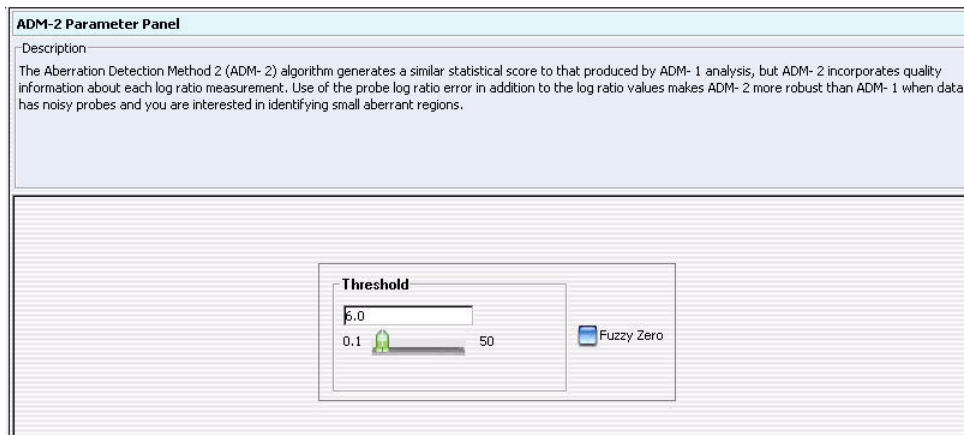 ADM-2 Parameter Panel
Description
The Aberration Detection Method 2 (ADM- 2) algorithm generates a similar statistical score to that produced by ADM- 1 analysis, but ADM- 2 incorporates quality
information about each log ratio measurement. Use of the probe log ratio error in addition to the log ratio values makes ADM- 2 more robust than ADM- 1 when data
has noisy probes and you are interested in identifying small aberrant regions.
Threshold
6.0
0.1 50
Fuzzy Zero